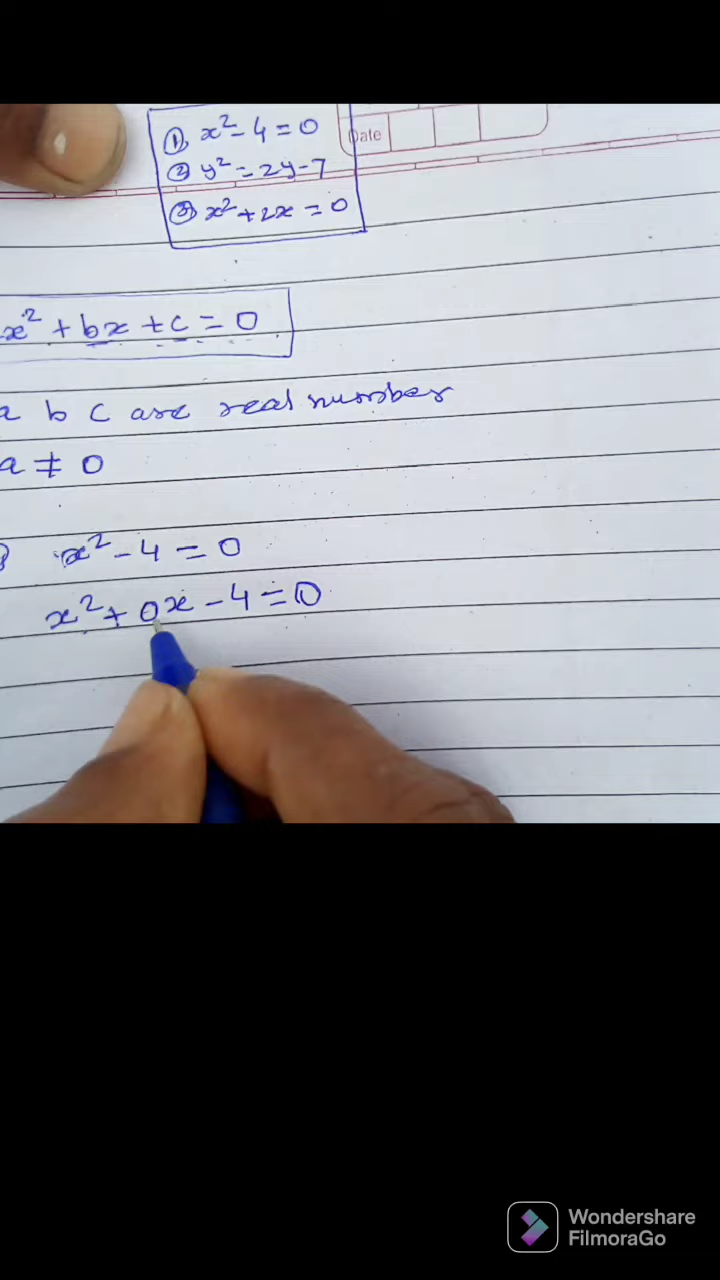 ① x² - 4 = 0
Date
② y² = 2y - 7
③ x² + 2x = 0
x² + bx + c = 0
a b c are real number
a ≠ 0
x² - 4 = 0
x² + 0x - 4 = 0
Wondershare
FilmoraGo